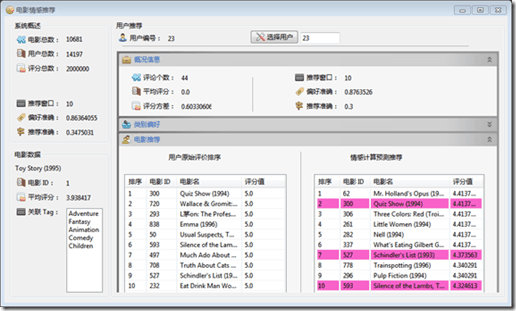 电影情感推荐
系统概述
电影总数： 10681
用户总数： 14197
评分总数： 2000000
推荐窗口： 10
偏好准确： 0.86364055
推荐准确： 0.3475031
电影数据
Toy Story (1995)
电影 ID： 1
平均评分： 3.938417
关联 Tag：
Adventure
Fantasy
Animation
Comedy
Children
用户推荐
用户编号： 23 选择用户 23
概况信息
评论个数： 44 推荐窗口： 10
平均评分： 0.0 偏好准确： 0.8763526
评分方差： 0.6033060 推荐准确： 0.3
类别偏好
电影推荐
用户原始评价排序
排序 电影 ID 电影名 评分值
1 300 Quiz Show (1994) 5.0
2 720 Wallace & Gromit:... 5.0
3 293 The Profes... 5.0
4 838 Emma (1996) 5.0
5 50 Usual Suspects, T... 5.0
6 593 Silence of the Lam... 5.0
7 497 Much Ado About ... 5.0
8 708 Truth About Cats ... 5.0
9 527 Schindler's List (1... 5.0
10 232 Eat Drink Man Wo... 5.0
情感计算预测推荐
排序 电影 ID 电影名 评分值
1 62 Mr. Holland's Opus (19... 4.4137...
2 300 Quiz Show (1994) 4.4137...
3 306 Three Colors: Red (Troi... 4.4137...
4 261 Little Women (1994) 4.4137...
5 282 Nell (1994) 4.4137...
6 337 What's Eating Gilbert G... 4.4137...
7 527 Schindler's List (1993) 4.373563
8 778 Trainspotting (1996) 4.340291
9 296 Pulp Fiction (1994) 4.340291
10 593 Silence of the Lambs, T... 4.324613